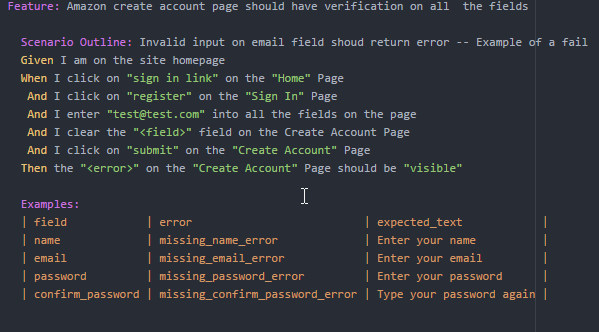 Feature: Amazon create account page should have verification on all  the fields
Scenario Outline: Invalid input on email field shoud return error -- Example of a fail
Given I am on the site homepage
When I click on "sign in link" on the "Home" Page
And I click on "register" on the "Sign In" Page
And I enter "test@test.com" into all the fields on the page
And I clear the "<field>" field on the Create Account Page
And I click on "submit" on the "Create Account" Page
Then the "<error>" on the "Create Account" Page should be "visible"
Examples:
| field            | error                          | expected_text            |
| name             | missing_name_error             | Enter your name          |
| email            | missing_email_error            | Enter your email         |
| password         | missing_password_error         | Enter your password      |
| confirm_password | missing_confirm_password_error | Type your password again |